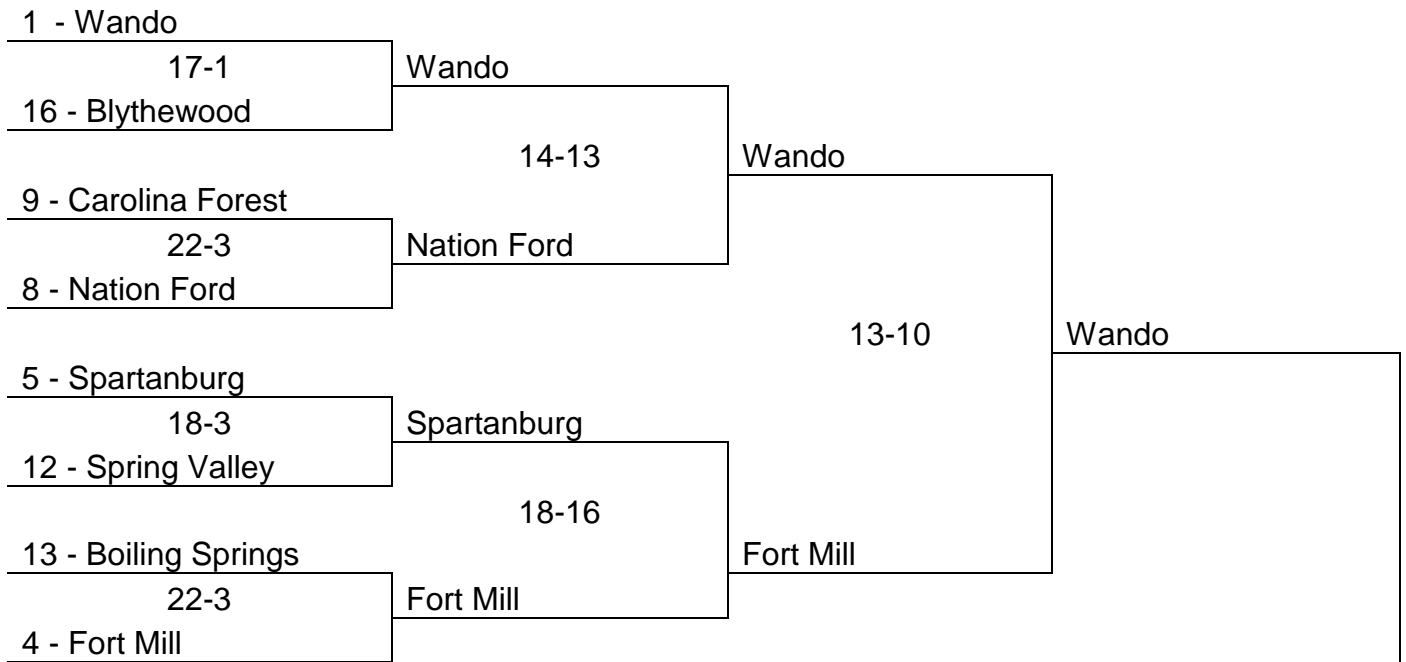 1 - Wando
17-1
Wando
16 - Blythewood
14-13
Wando
9 - Carolina Forest
22-3
Nation Ford
8 - Nation Ford
13-10
Wando
5 - Spartanburg
18-3
Spartanburg
12 - Spring Valley
18-16
13 - Boiling Springs
Fort Mill
22-3
Fort Mill
4 - Fort Mill